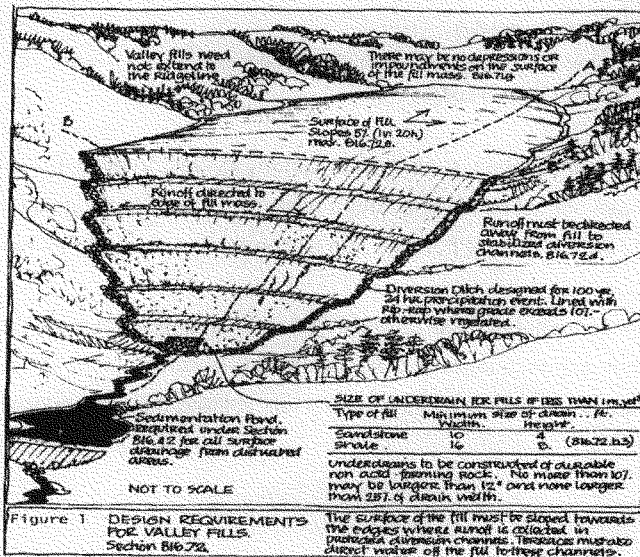 Valley fills need
not extend to
the Ridgeline
There may be no depressions or
impoundments on the surface
of the fill mass. 816.72g
A
B
Surface of Fill
Slopes 5% (1v:20h)
max. 816.72e.
Runoff directed to
edge of fill mass
Runoff must be directed
away from fill to
stabilized diversion
channels. 816.72d.
Diversion Ditch designed for 100 yr.
24 hr. precipitation event. Lined with
Rip-Rap where grade exceeds 10%-
otherwise vegetated
Sedimentation Pond.
required under Section
816.42 for all surface
drainage from disturbed
areas.
NOT TO SCALE
SIZE OF UNDERDRAIN FOR FILLS IF LESS THAN 1m.yd³
Type of fill Minimum size of drain .. ft.
Width. Height.
Sandstone 10 4
Shale 16 8 (816.72.b3)
Underdrains to be constructed of durable
non acid forming rock. No more than 10%
may be larger than 12" and none larger
than 25% of drain width.
Figure 1 DESIGN REQUIREMENTS
FOR VALLEY FILLS.
Section 816.72.
The surface of the fill must be sloped towards
the edges where runoff is collected in
protected diversion channels. Terraces must also
direct water off the fill to these channels.